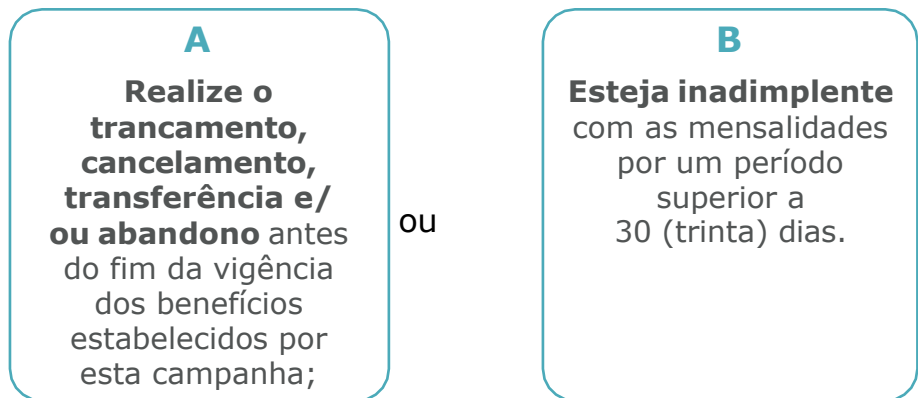 A
Realize o
trancamento,
cancelamento,
transferência e/
ou abandono antes
do fim da vigência
dos benefícios
estabelecidos por
esta campanha;
ou
B
Esteja inadimplente
com as mensalidades
por um período
superior a
30 (trinta) dias.